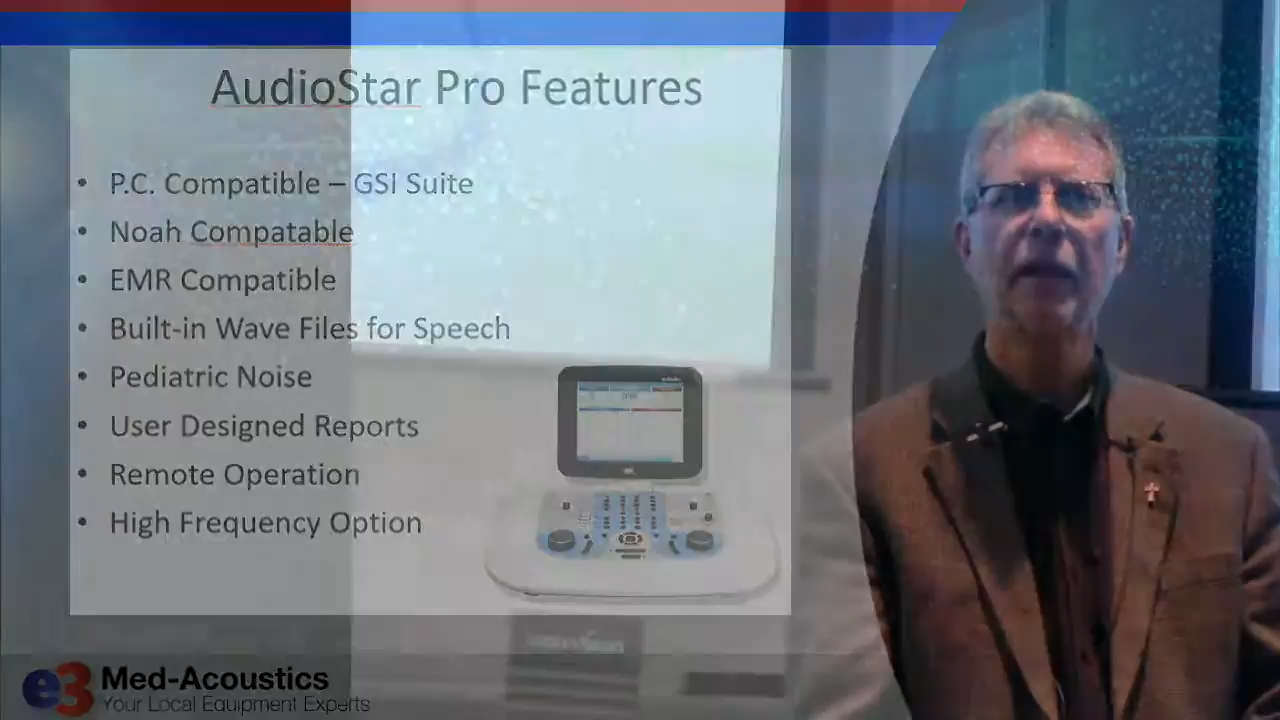 AudioStar Pro Features
• P.C. Compatible – GSI Suite
• Noah Compatable
• EMR Compatible
• Built-in Wave Files for Speech
• Pediatric Noise
• User Designed Reports
• Remote Operation
• High Frequency Option
e3 Med-Acoustics
Your Local Equipment Experts